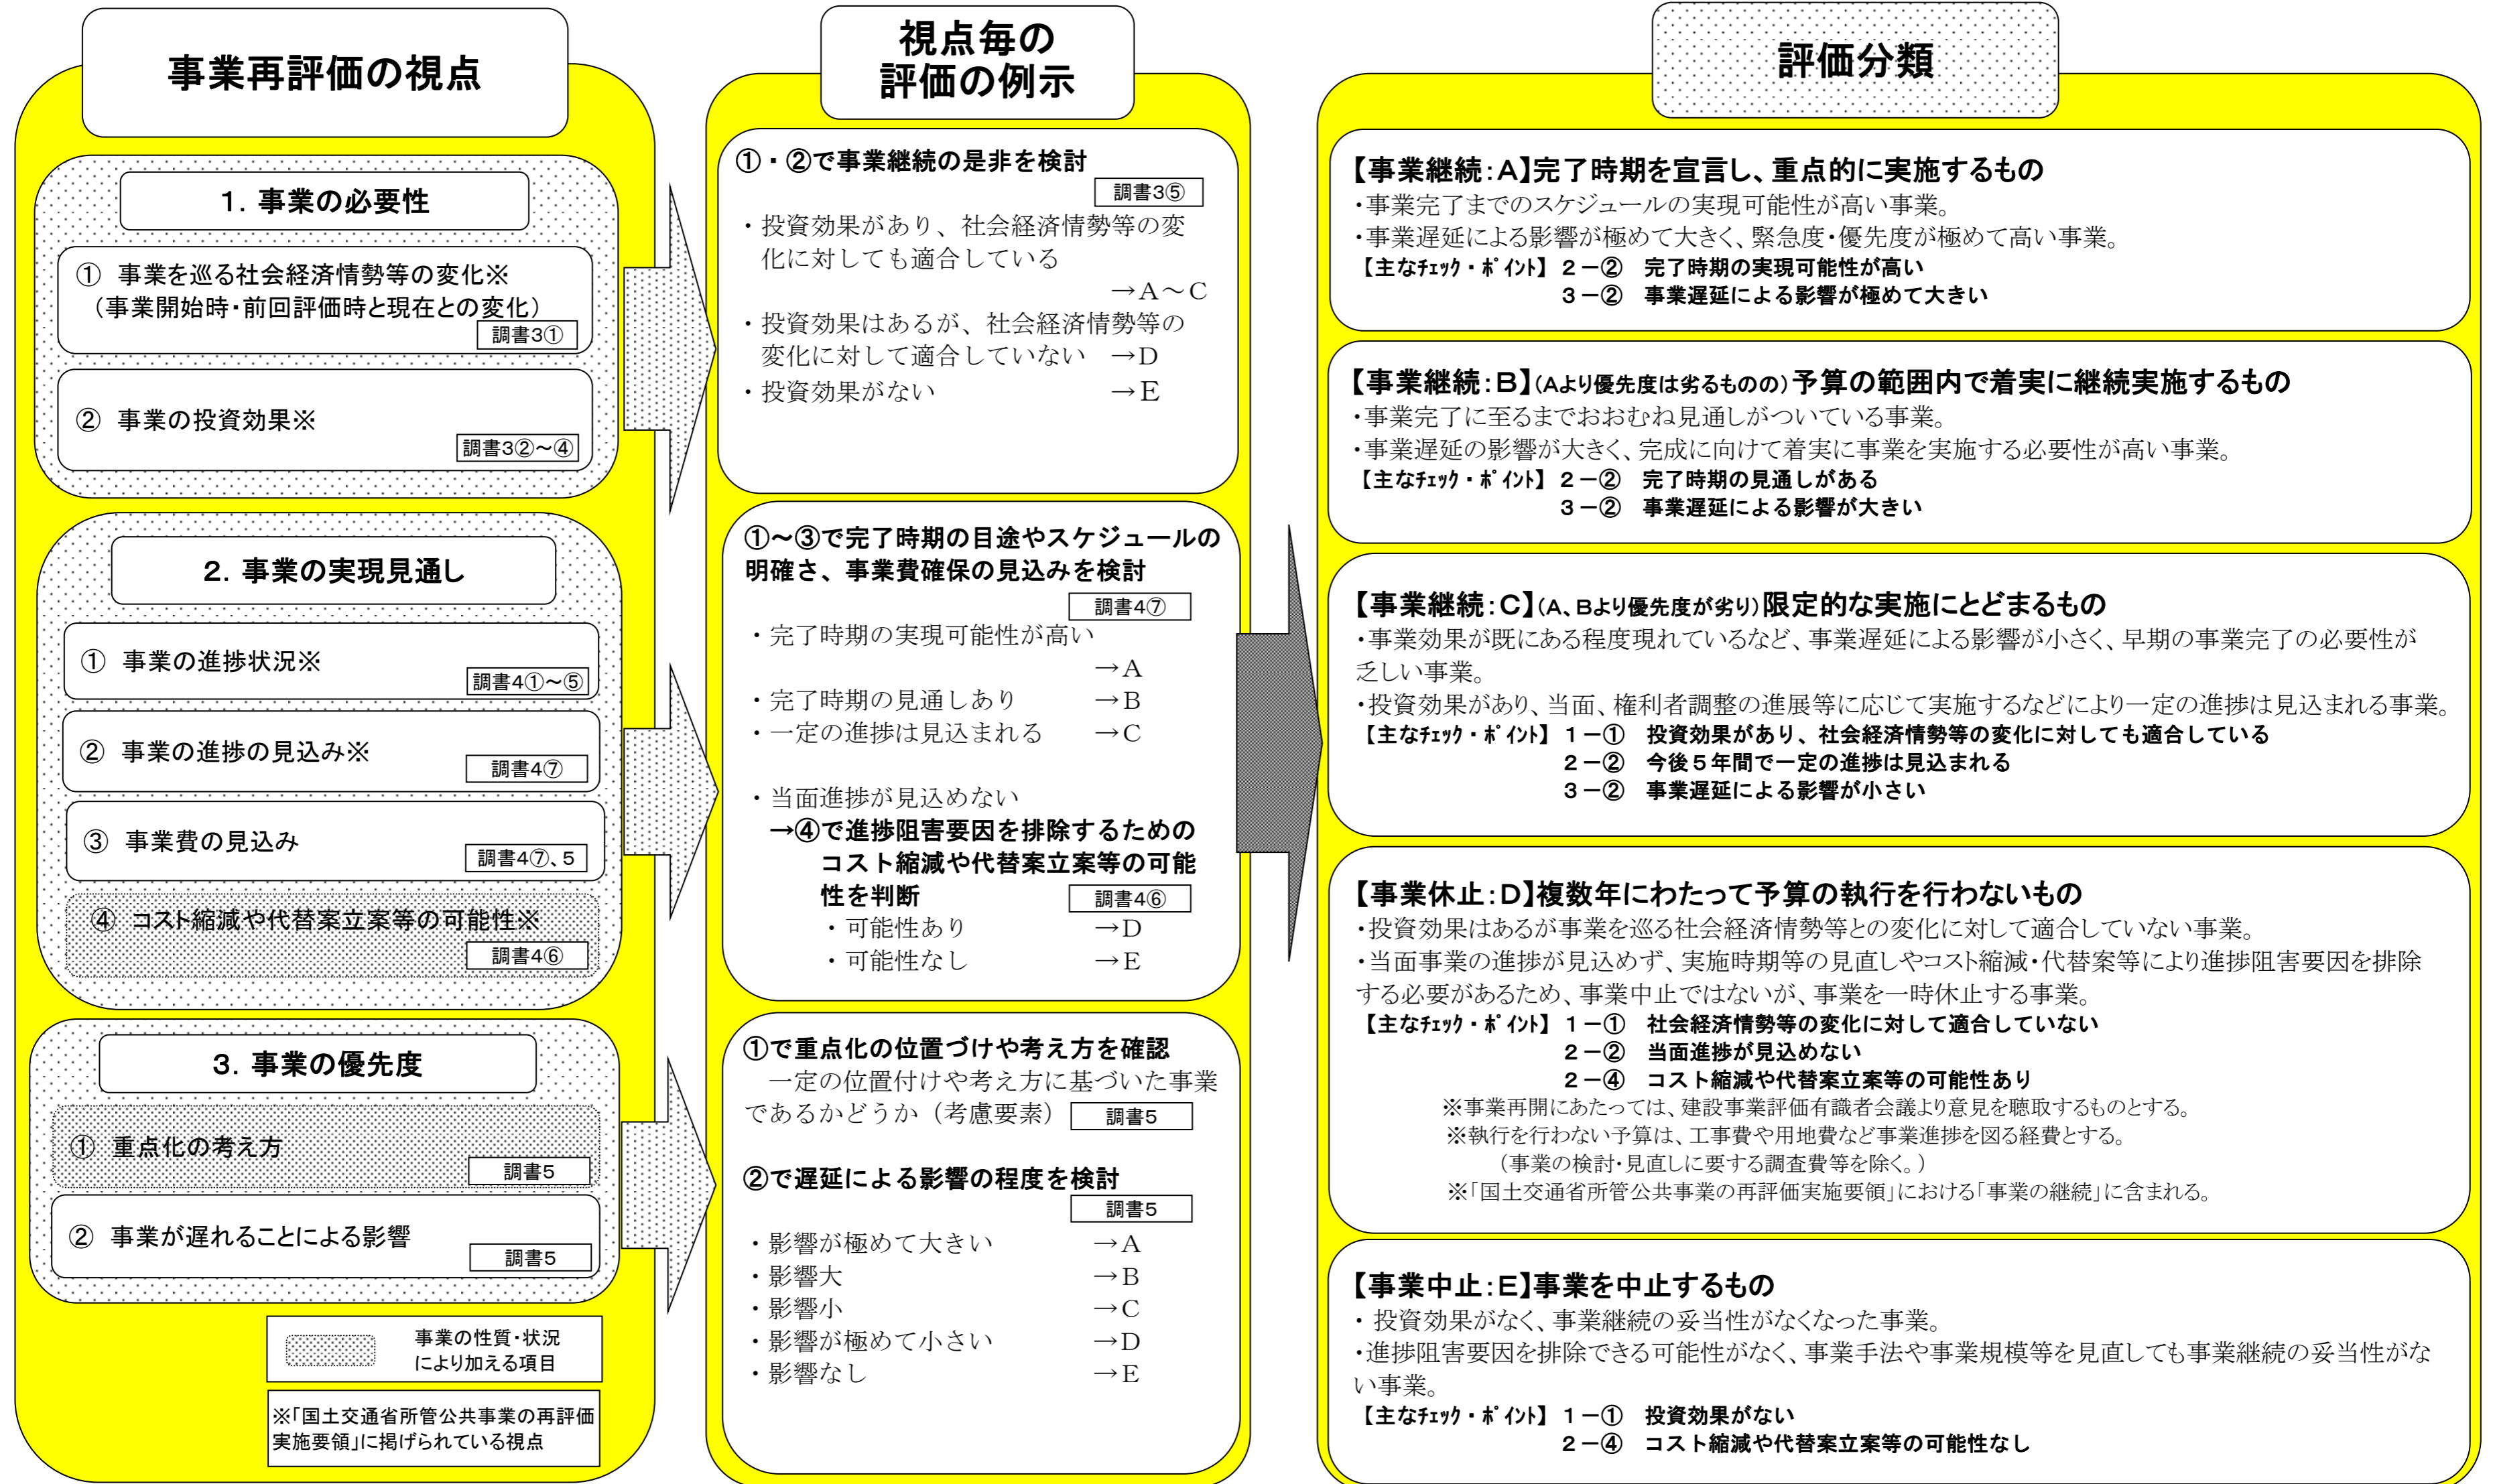 事業再評価の視点
1．事業の必要性
① 事業を巡る社会経済情勢等の変化※
（事業開始時・前回評価時と現在との変化）
調書3①
② 事業の投資効果※
調書3②～④
2．事業の実現見通し
① 事業の進捗状況※
調書4①～⑤
② 事業の進捗の見込み※
調書4⑦
③ 事業費の見込み
調書4⑦、5
④ コスト縮減や代替案立案等の可能性※
調書4⑥
3．事業の優先度
① 重点化の考え方
調書5
② 事業が遅れることによる影響
調書5
事業の性質・状況
により加える項目
※「国土交通省所管公共事業の再評価
実施要領」に掲げられている視点
視点毎の
評価の例示
①・②で事業継続の是非を検討
調書3⑤
・投資効果があり、社会経済情勢等の変
化に対しても適合している
→A～C
・投資効果はあるが、社会経済情勢等の
変化に対して適合していない →D
・投資効果がない →E
①～③で完了時期の目途やスケジュールの
明確さ、事業費確保の見込みを検討
調書4⑦
・完了時期の実現可能性が高い
→A
・完了時期の見通しあり →B
・一定の進捗は見込まれる →C
・当面進捗が見込めない
→④で進捗阻害要因を排除するための
コスト縮減や代替案立案等の可能
性を判断 調書4⑥
・可能性あり →D
・可能性なし →E
①で重点化の位置づけや考え方を確認
一定の位置付けや考え方に基づいた事業
であるかどうか（考慮要素） 調書5
②で遅延による影響の程度を検討
調書5
・影響が極めて大きい →A
・影響大 →B
・影響小 →C
・影響が極めて小さい →D
・影響なし →E
評価分類
【事業継続：A】完了時期を宣言し、重点的に実施するもの
・事業完了までのスケジュールの実現可能性が高い事業。
・事業遅延による影響が極めて大きく、緊急度・優先度が極めて高い事業。
【主なﾁｪｯｸ・ﾎﾟｲﾝﾄ】 2－② 完了時期の実現可能性が高い
3－② 事業遅延による影響が極めて大きい
【事業継続：B】（Aより優先度は劣るものの）予算の範囲内で着実に継続実施するもの
・事業完了に至るまでおおむね見通しがついている事業。
・事業遅延の影響が大きく、完成に向けて着実に事業を実施する必要性が高い事業。
【主なﾁｪｯｸ・ﾎﾟｲﾝﾄ】 2－② 完了時期の見通しがある
3－② 事業遅延による影響が大きい
【事業継続：C】（A、Bより優先度が劣り）限定的な実施にとどまるもの
・事業効果が既にある程度現れているなど、事業遅延による影響が小さく、早期の事業完了の必要性が
乏しい事業。
・投資効果があり、当面、権利者調整の進展等に応じて実施するなどにより一定の進捗は見込まれる事業。
【主なﾁｪｯｸ・ﾎﾟｲﾝﾄ】 1－① 投資効果があり、社会経済情勢等の変化に対しても適合している
2－② 今後5年間で一定の進捗は見込まれる
3－② 事業遅延による影響が小さい
【事業休止：D】複数年にわたって予算の執行を行わないもの
・投資効果はあるが事業を巡る社会経済情勢等との変化に対して適合していない事業。
・当面事業の進捗が見込めず、実施時期等の見直しやコスト縮減・代替案等により進捗阻害要因を排除
する必要があるため、事業中止ではないが、事業を一時休止する事業。
【主なﾁｪｯｸ・ﾎﾟｲﾝﾄ】 1－① 社会経済情勢等の変化に対して適合していない
2－② 当面進捗が見込めない
2－④ コスト縮減や代替案立案等の可能性あり
※事業再開にあたっては、建設事業評価有識者会議より意見を聴取するものとする。
※執行を行わない予算は、工事費や用地費など事業進捗を図る経費とする。
（事業の検討・見直しに要する調査費等を除く。）
※「国土交通省所管公共事業の再評価実施要領」における「事業の継続」に含まれる。
【事業中止：E】事業を中止するもの
・ 投資効果がなく、事業継続の妥当性がなくなった事業。
・進捗阻害要因を排除できる可能性がなく、事業手法や事業規模等を見直しても事業継続の妥当性がな
い事業。
【主なﾁｪｯｸ・ﾎﾟｲﾝﾄ】 1－① 投資効果がない
2－④ コスト縮減や代替案立案等の可能性なし